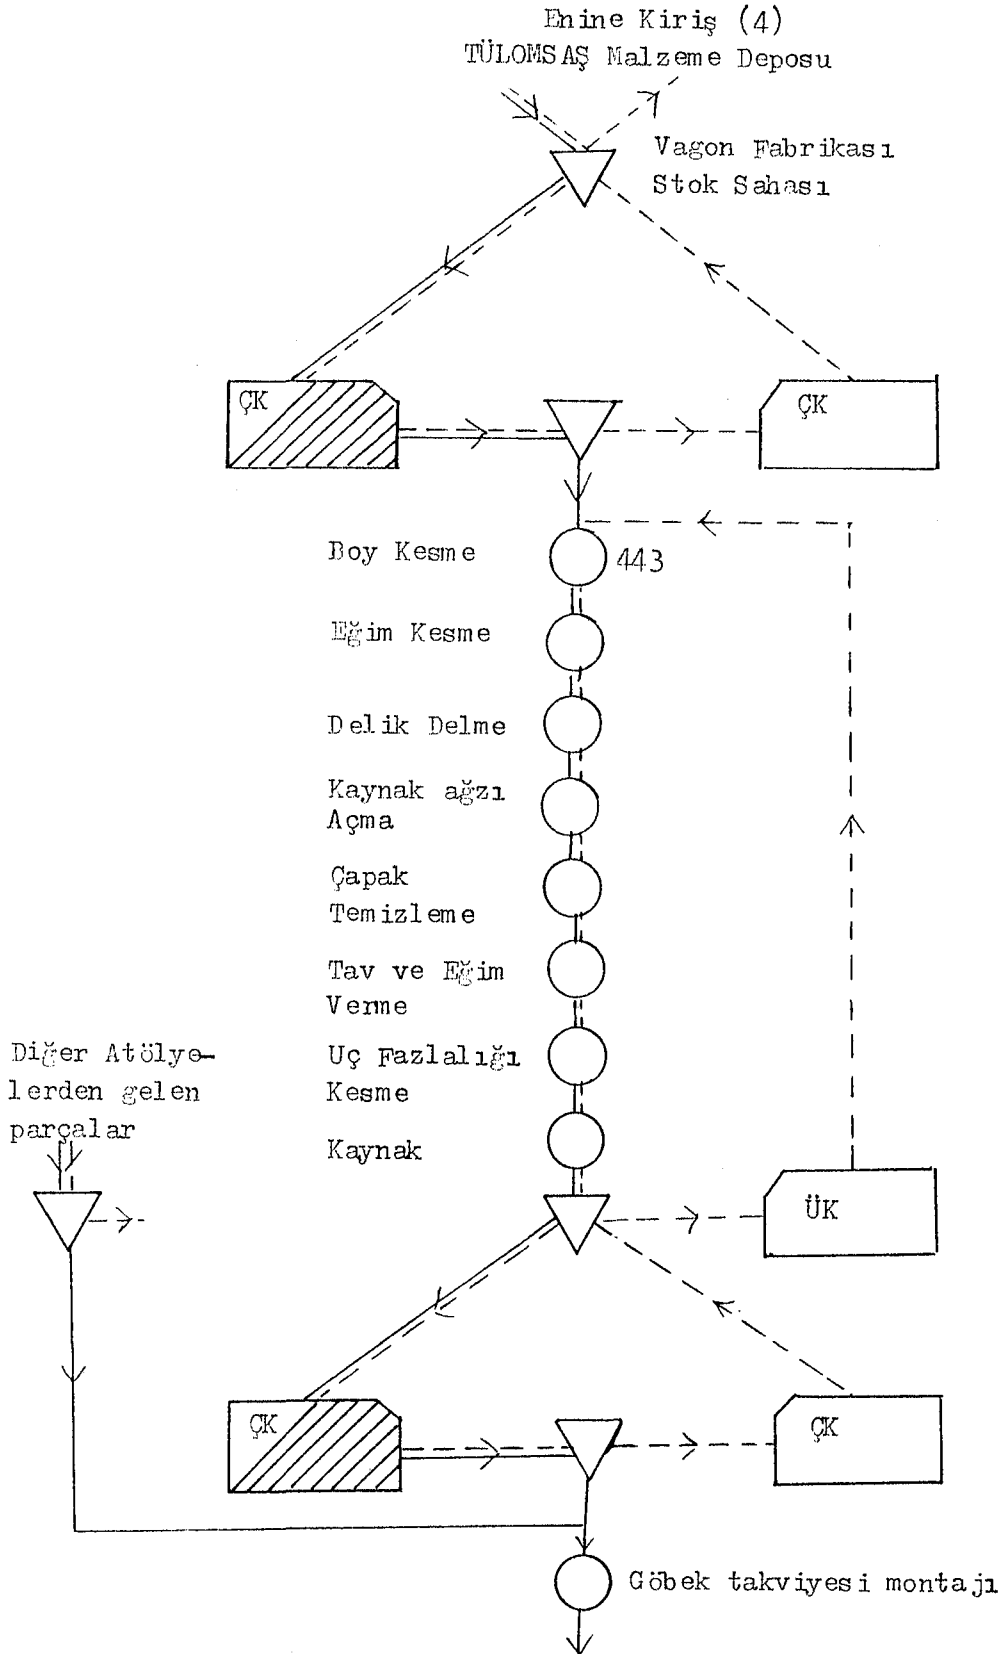 Enine Kiriş (4)
TÜLOMSAŞ Malzeme Deposu
Vagon Fabrikası
Stok Sahası
ÇK
ÇK
Boy Kesme
443
Eğim Kesme
Delik Delme
Kaynak ağzı
Açma
Çapak
Temizleme
Tav ve Eğim
Verme
Diğer Atölye-
lerden gelen
parçalar
Uç Fazlalığı
Kesme
Kaynak
ÜK
ÇK
ÇK
Göbek takviyesi montajı